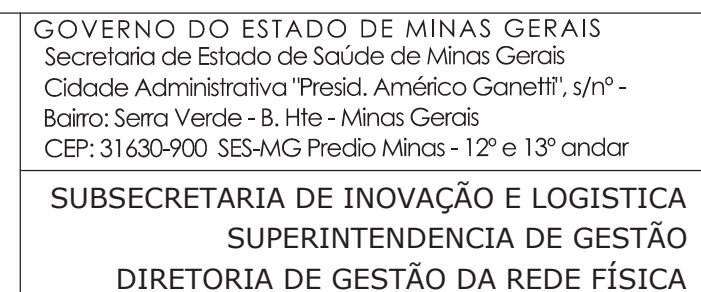 GOVERNO DO ESTADO DE MINAS GERAIS
Secretaria de Estado de Saúde de Minas Gerais
Cidade Administrativa "Presid. Américo Ganetti", s/nº -
Bairro: Serra Verde - B. Hte - Minas Gerais
CEP: 31630-900 SES-MG Predio Minas - 12º e 13º andar
SUBSECRETARIA DE INOVAÇÃO E LOGISTICA
SUPERINTENDENCIA DE GESTÃO
DIRETORIA DE GESTÃO DA REDE FÍSICA